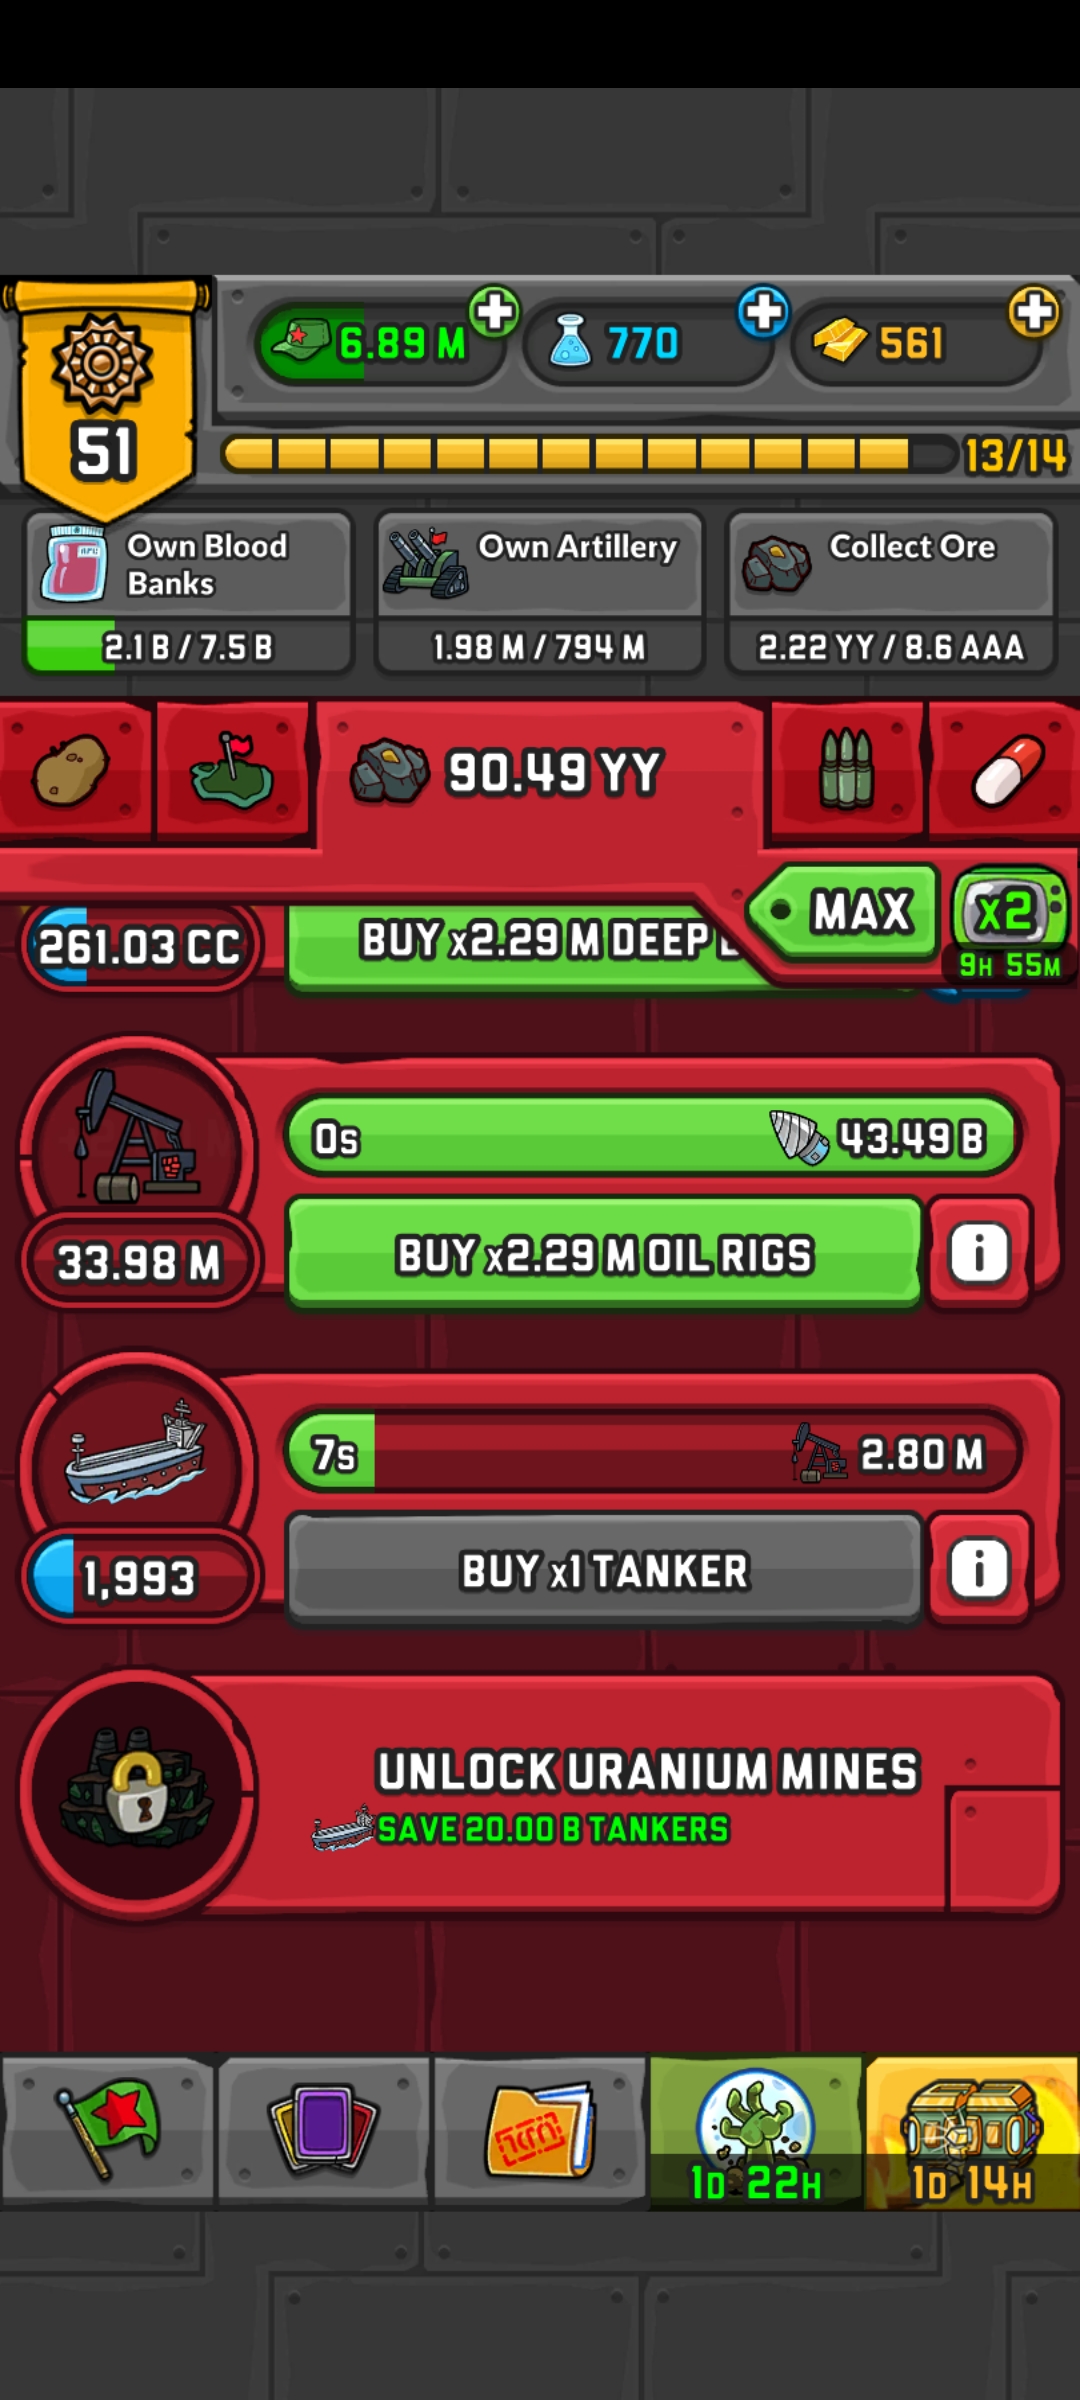 6.89 M
770
561
51
13/14
Own Blood
Banks
Own Artillery
Collect Ore
2.1 B / 7.5 B
1.98 M / 794 M
2.22 YY / 8.6 AAA
90.49 YY
MAX
x2
9H 55M
261.03 CC
BUY x2.29 M DEEP
0s
43.49 B
33.98 M
BUY x2.29 M OIL RIGS
i
7s
2.80 M
1,993
BUY x1 TANKER
i
UNLOCK URANIUM MINES
SAVE 20.00 B TANKERS
1D 22H
1D 14H